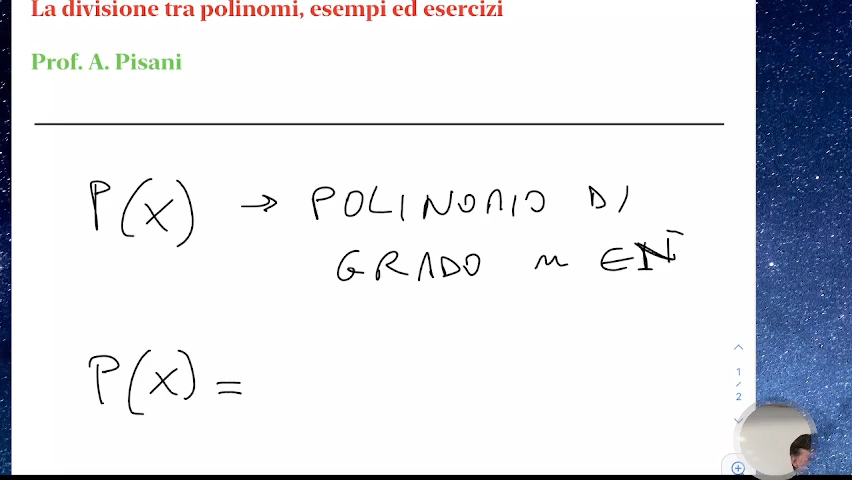 La divisione tra polinomi, esempi ed esercizi
Prof. A. Pisani
P(X) → POLINOMIO DI
GRADO n ∈ ℕ
P(X) =
1
/
2